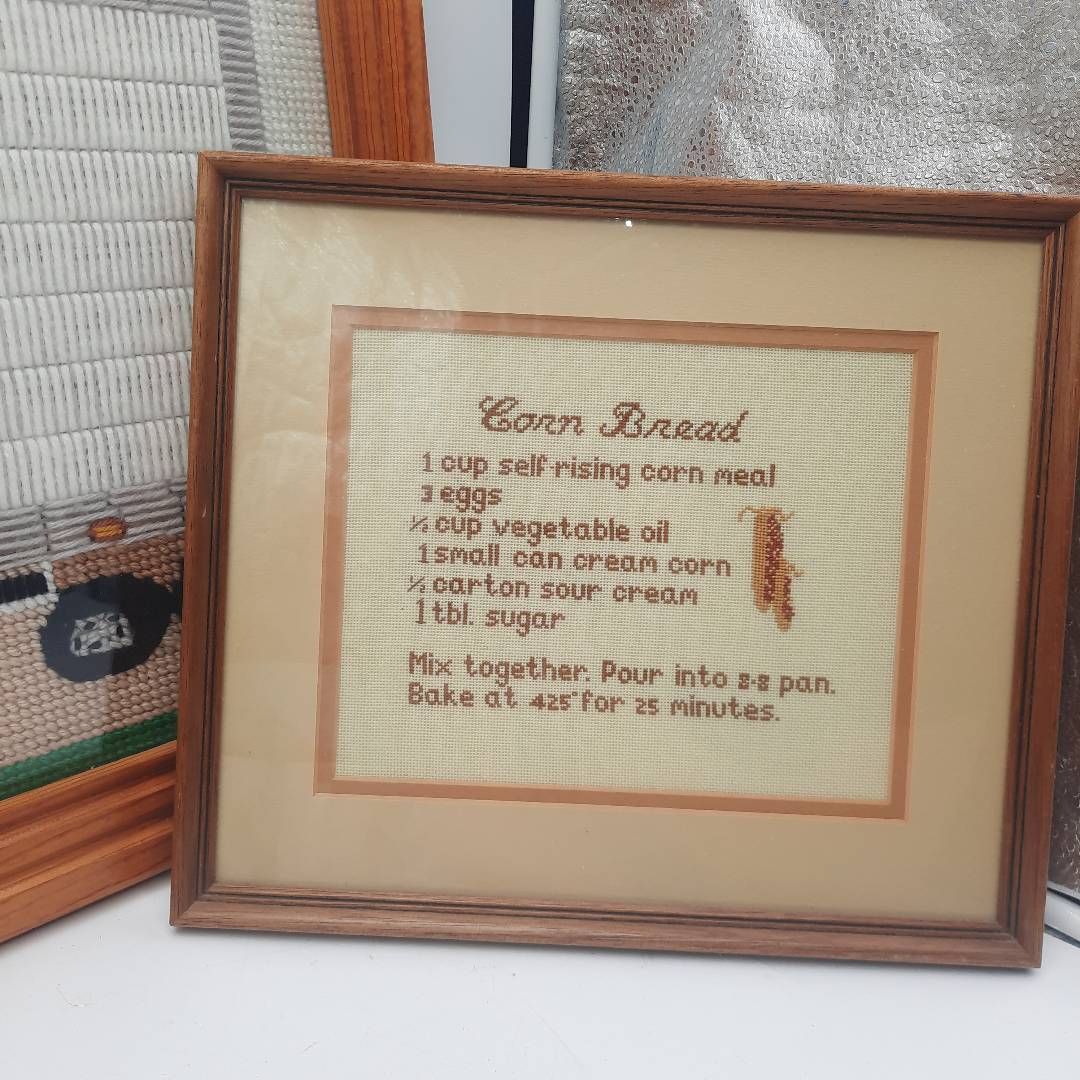 Corn Bread
1 cup self-rising corn meal
3 eggs
½ cup vegetable oil
1 small can cream corn
½ carton sour cream
1 tbl. sugar
Mix together. Pour into 8-8 pan.
Bake at 425° for 25 minutes.